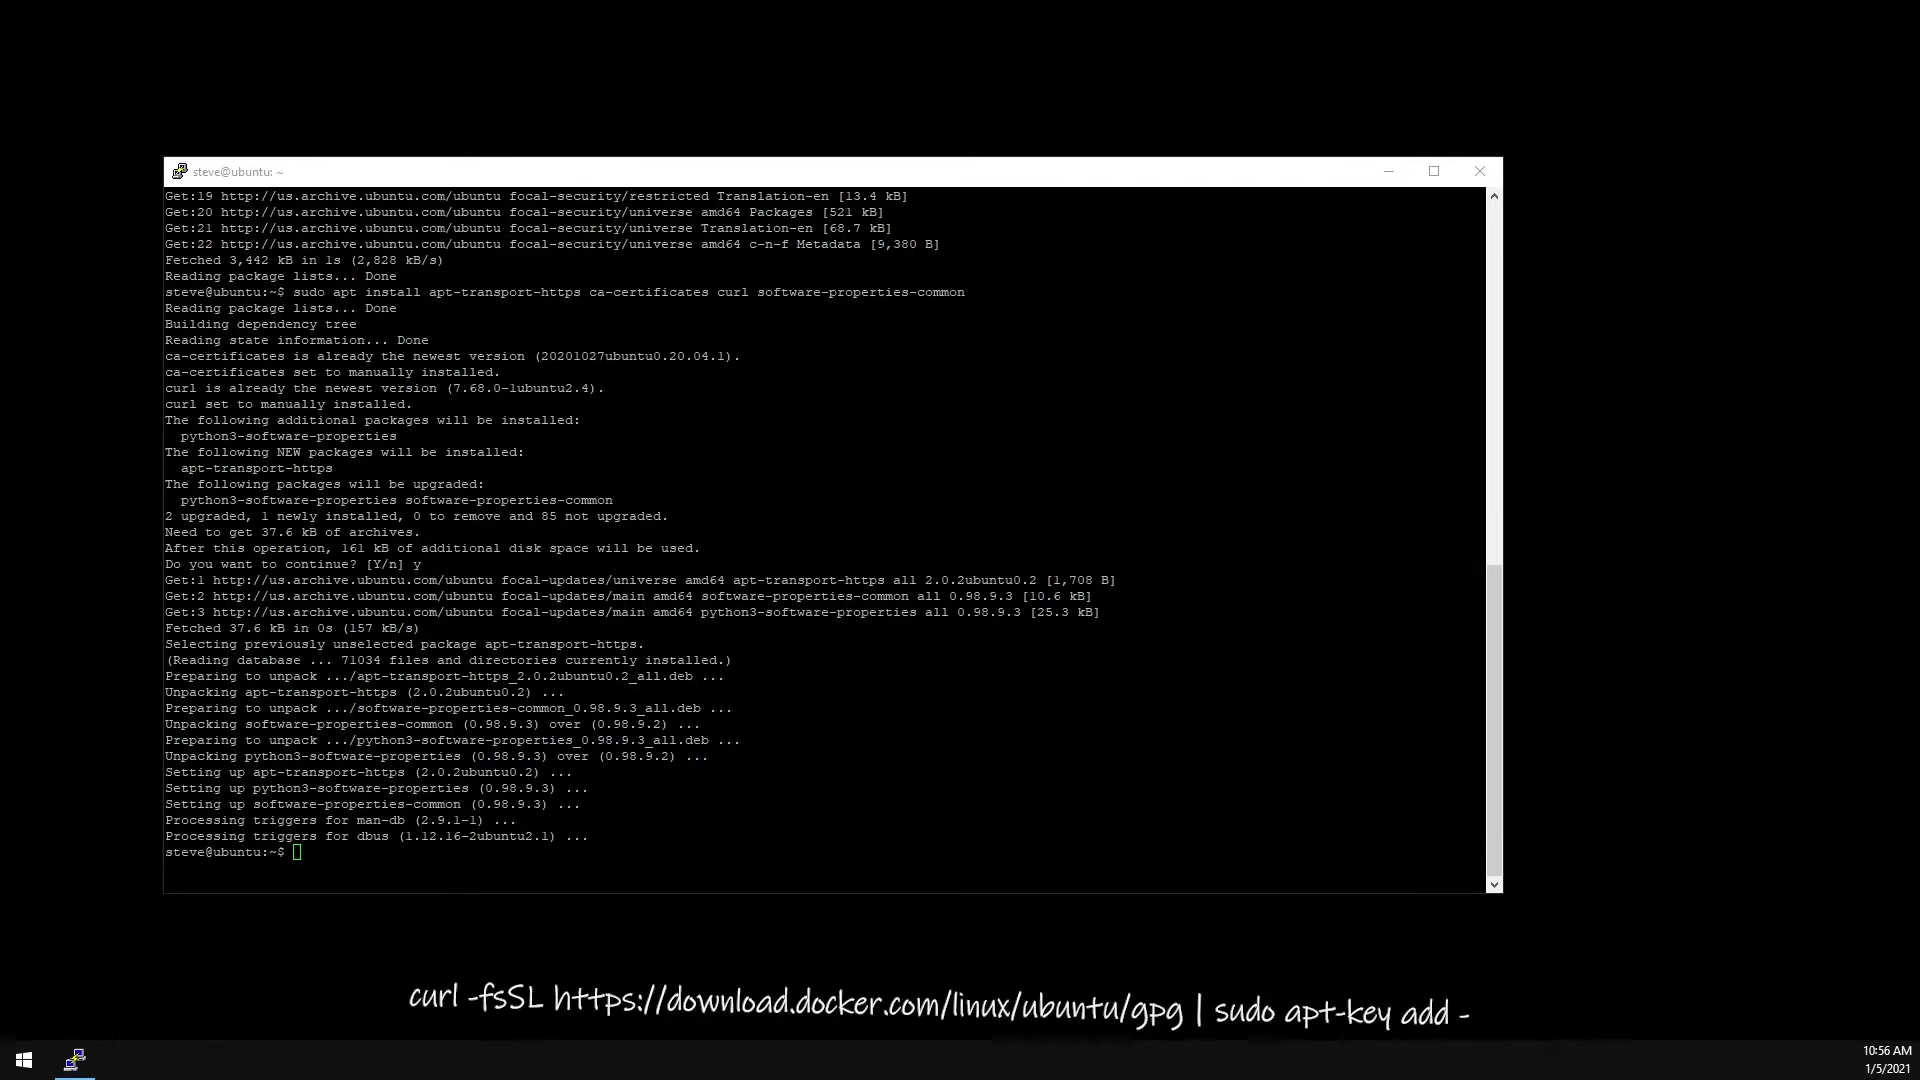 steve@ubuntu: ~
Get:19 http://us.archive.ubuntu.com/ubuntu focal-security/restricted Translation-en [13.4 kB]
Get:20 http://us.archive.ubuntu.com/ubuntu focal-security/universe amd64 Packages [521 kB]
Get:21 http://us.archive.ubuntu.com/ubuntu focal-security/universe Translation-en [68.7 kB]
Get:22 http://us.archive.ubuntu.com/ubuntu focal-security/universe amd64 c-n-f Metadata [9,380 B]
Fetched 3,442 kB in 1s (2,828 kB/s)
Reading package lists... Done
steve@ubuntu:~$ sudo apt install apt-transport-https ca-certificates curl software-properties-common
Reading package lists... Done
Building dependency tree
Reading state information... Done
ca-certificates is already the newest version (20201027ubuntu0.20.04.1).
ca-certificates set to manually installed.
curl is already the newest version (7.68.0-1ubuntu2.4).
curl set to manually installed.
The following additional packages will be installed:
  python3-software-properties
The following NEW packages will be installed:
  apt-transport-https
The following packages will be upgraded:
  python3-software-properties software-properties-common
2 upgraded, 1 newly installed, 0 to remove and 85 not upgraded.
Need to get 37.6 kB of archives.
After this operation, 161 kB of additional disk space will be used.
Do you want to continue? [Y/n] y
Get:1 http://us.archive.ubuntu.com/ubuntu focal-updates/universe amd64 apt-transport-https all 2.0.2ubuntu0.2 [1,708 B]
Get:2 http://us.archive.ubuntu.com/ubuntu focal-updates/main amd64 software-properties-common all 0.98.9.3 [10.6 kB]
Get:3 http://us.archive.ubuntu.com/ubuntu focal-updates/main amd64 python3-software-properties all 0.98.9.3 [25.3 kB]
Fetched 37.6 kB in 0s (157 kB/s)
Selecting previously unselected package apt-transport-https.
(Reading database ... 71034 files and directories currently installed.)
Preparing to unpack .../apt-transport-https_2.0.2ubuntu0.2_all.deb ...
Unpacking apt-transport-https (2.0.2ubuntu0.2) ...
Preparing to unpack .../software-properties-common_0.98.9.3_all.deb ...
Unpacking software-properties-common (0.98.9.3) over (0.98.9.2) ...
Preparing to unpack .../python3-software-properties_0.98.9.3_all.deb ...
Unpacking python3-software-properties (0.98.9.3) over (0.98.9.2) ...
Setting up apt-transport-https (2.0.2ubuntu0.2) ...
Setting up python3-software-properties (0.98.9.3) ...
Setting up software-properties-common (0.98.9.3) ...
Processing triggers for man-db (2.9.1-1) ...
Processing triggers for dbus (1.12.16-2ubuntu2.1) ...
steve@ubuntu:~$
curl -fsSL https://download.docker.com/linux/ubuntu/gpg | sudo apt-key add -
10:56 AM
1/5/2021